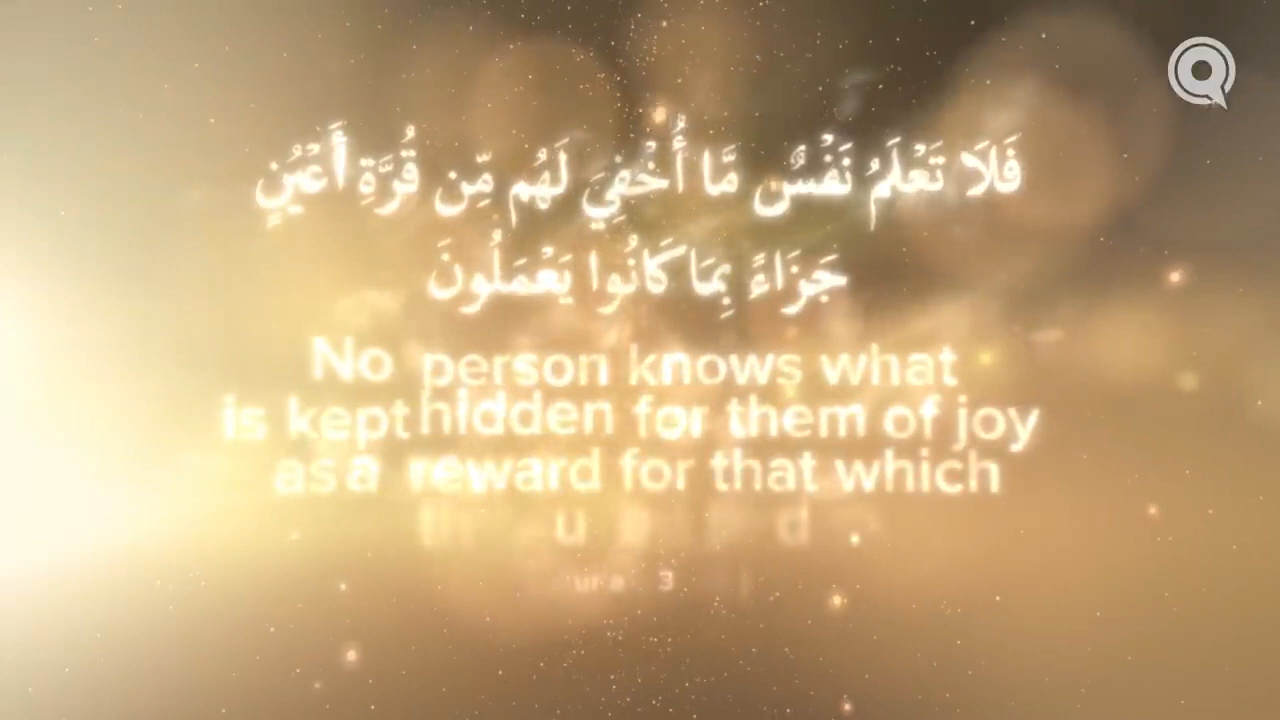 فَلَا تَعْلَمُ نَفْسٌ مَّا أُخْفِيَ لَهُم مِّن قُرَّةِ أَعْيُنٍ
جَزَاءً بِمَا كَانُوا يَعْمَلُونَ
No person knows what
is kept hidden for them of joy
as a reward for that which